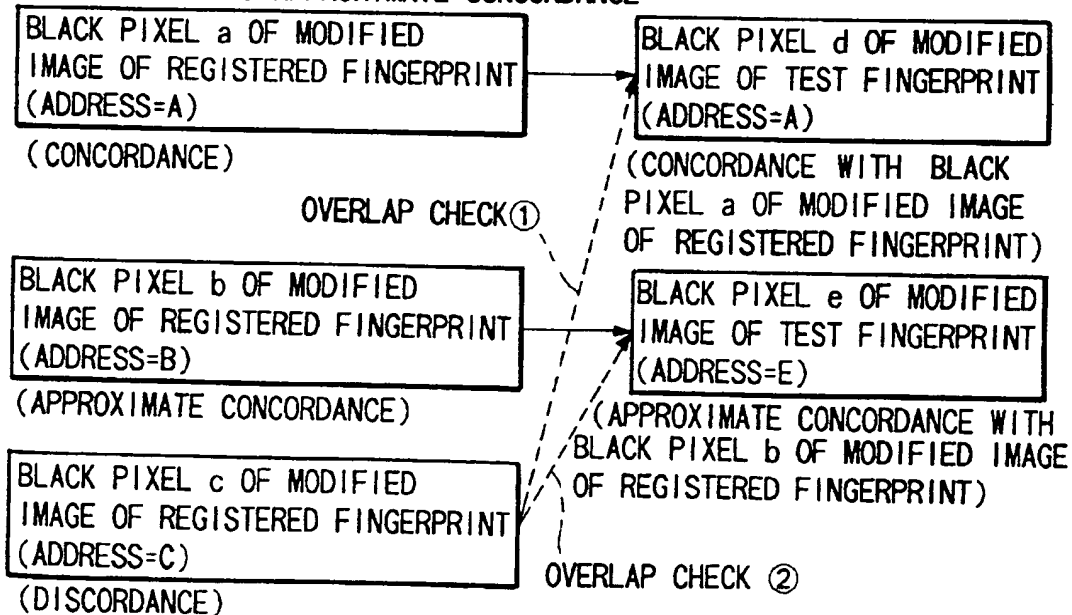 APPROXIMATE CONCORDANCE
BLACK PIXEL a OF MODIFIED
IMAGE OF REGISTERED FINGERPRINT
(ADDRESS=A)
(CONCORDANCE)
BLACK PIXEL d OF MODIFIED
IMAGE OF TEST FINGERPRINT
(ADDRESS=A)
(CONCORDANCE WITH BLACK
PIXEL a OF MODIFIED IMAGE
OF REGISTERED FINGERPRINT)
OVERLAP CHECK①
BLACK PIXEL b OF MODIFIED
IMAGE OF REGISTERED FINGERPRINT
(ADDRESS=B)
(APPROXIMATE CONCORDANCE)
BLACK PIXEL e OF MODIFIED
IMAGE OF TEST FINGERPRINT
(ADDRESS=E)
(APPROXIMATE CONCORDANCE WITH
BLACK PIXEL b OF MODIFIED IMAGE
OF REGISTERED FINGERPRINT)
BLACK PIXEL c OF MODIFIED
IMAGE OF REGISTERED FINGERPRINT
(ADDRESS=C)
(DISCORDANCE)
OVERLAP CHECK ②